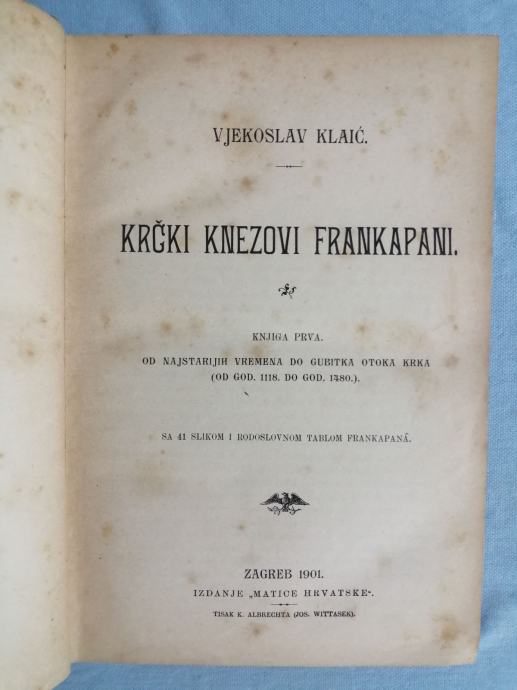 VJEKOSLAV KLAIĆ.
KRČKI KNEZOVI FRANKAPANI.
KNJIGA PRVA.
OD NAJSTARIJIH VREMENA DO GUBITKA OTOKA KRKA
(OD GOD. 1118. DO GOD. 1480.).
SA 41 SLIKOM I RODOSLOVNOM TABLOM FRANKAPANÂ.
ZAGREB 1901.
IZDANJE „MATICE HRVATSKE“.
TISAK K. ALBRECHTA (JOS. WITTASEK).